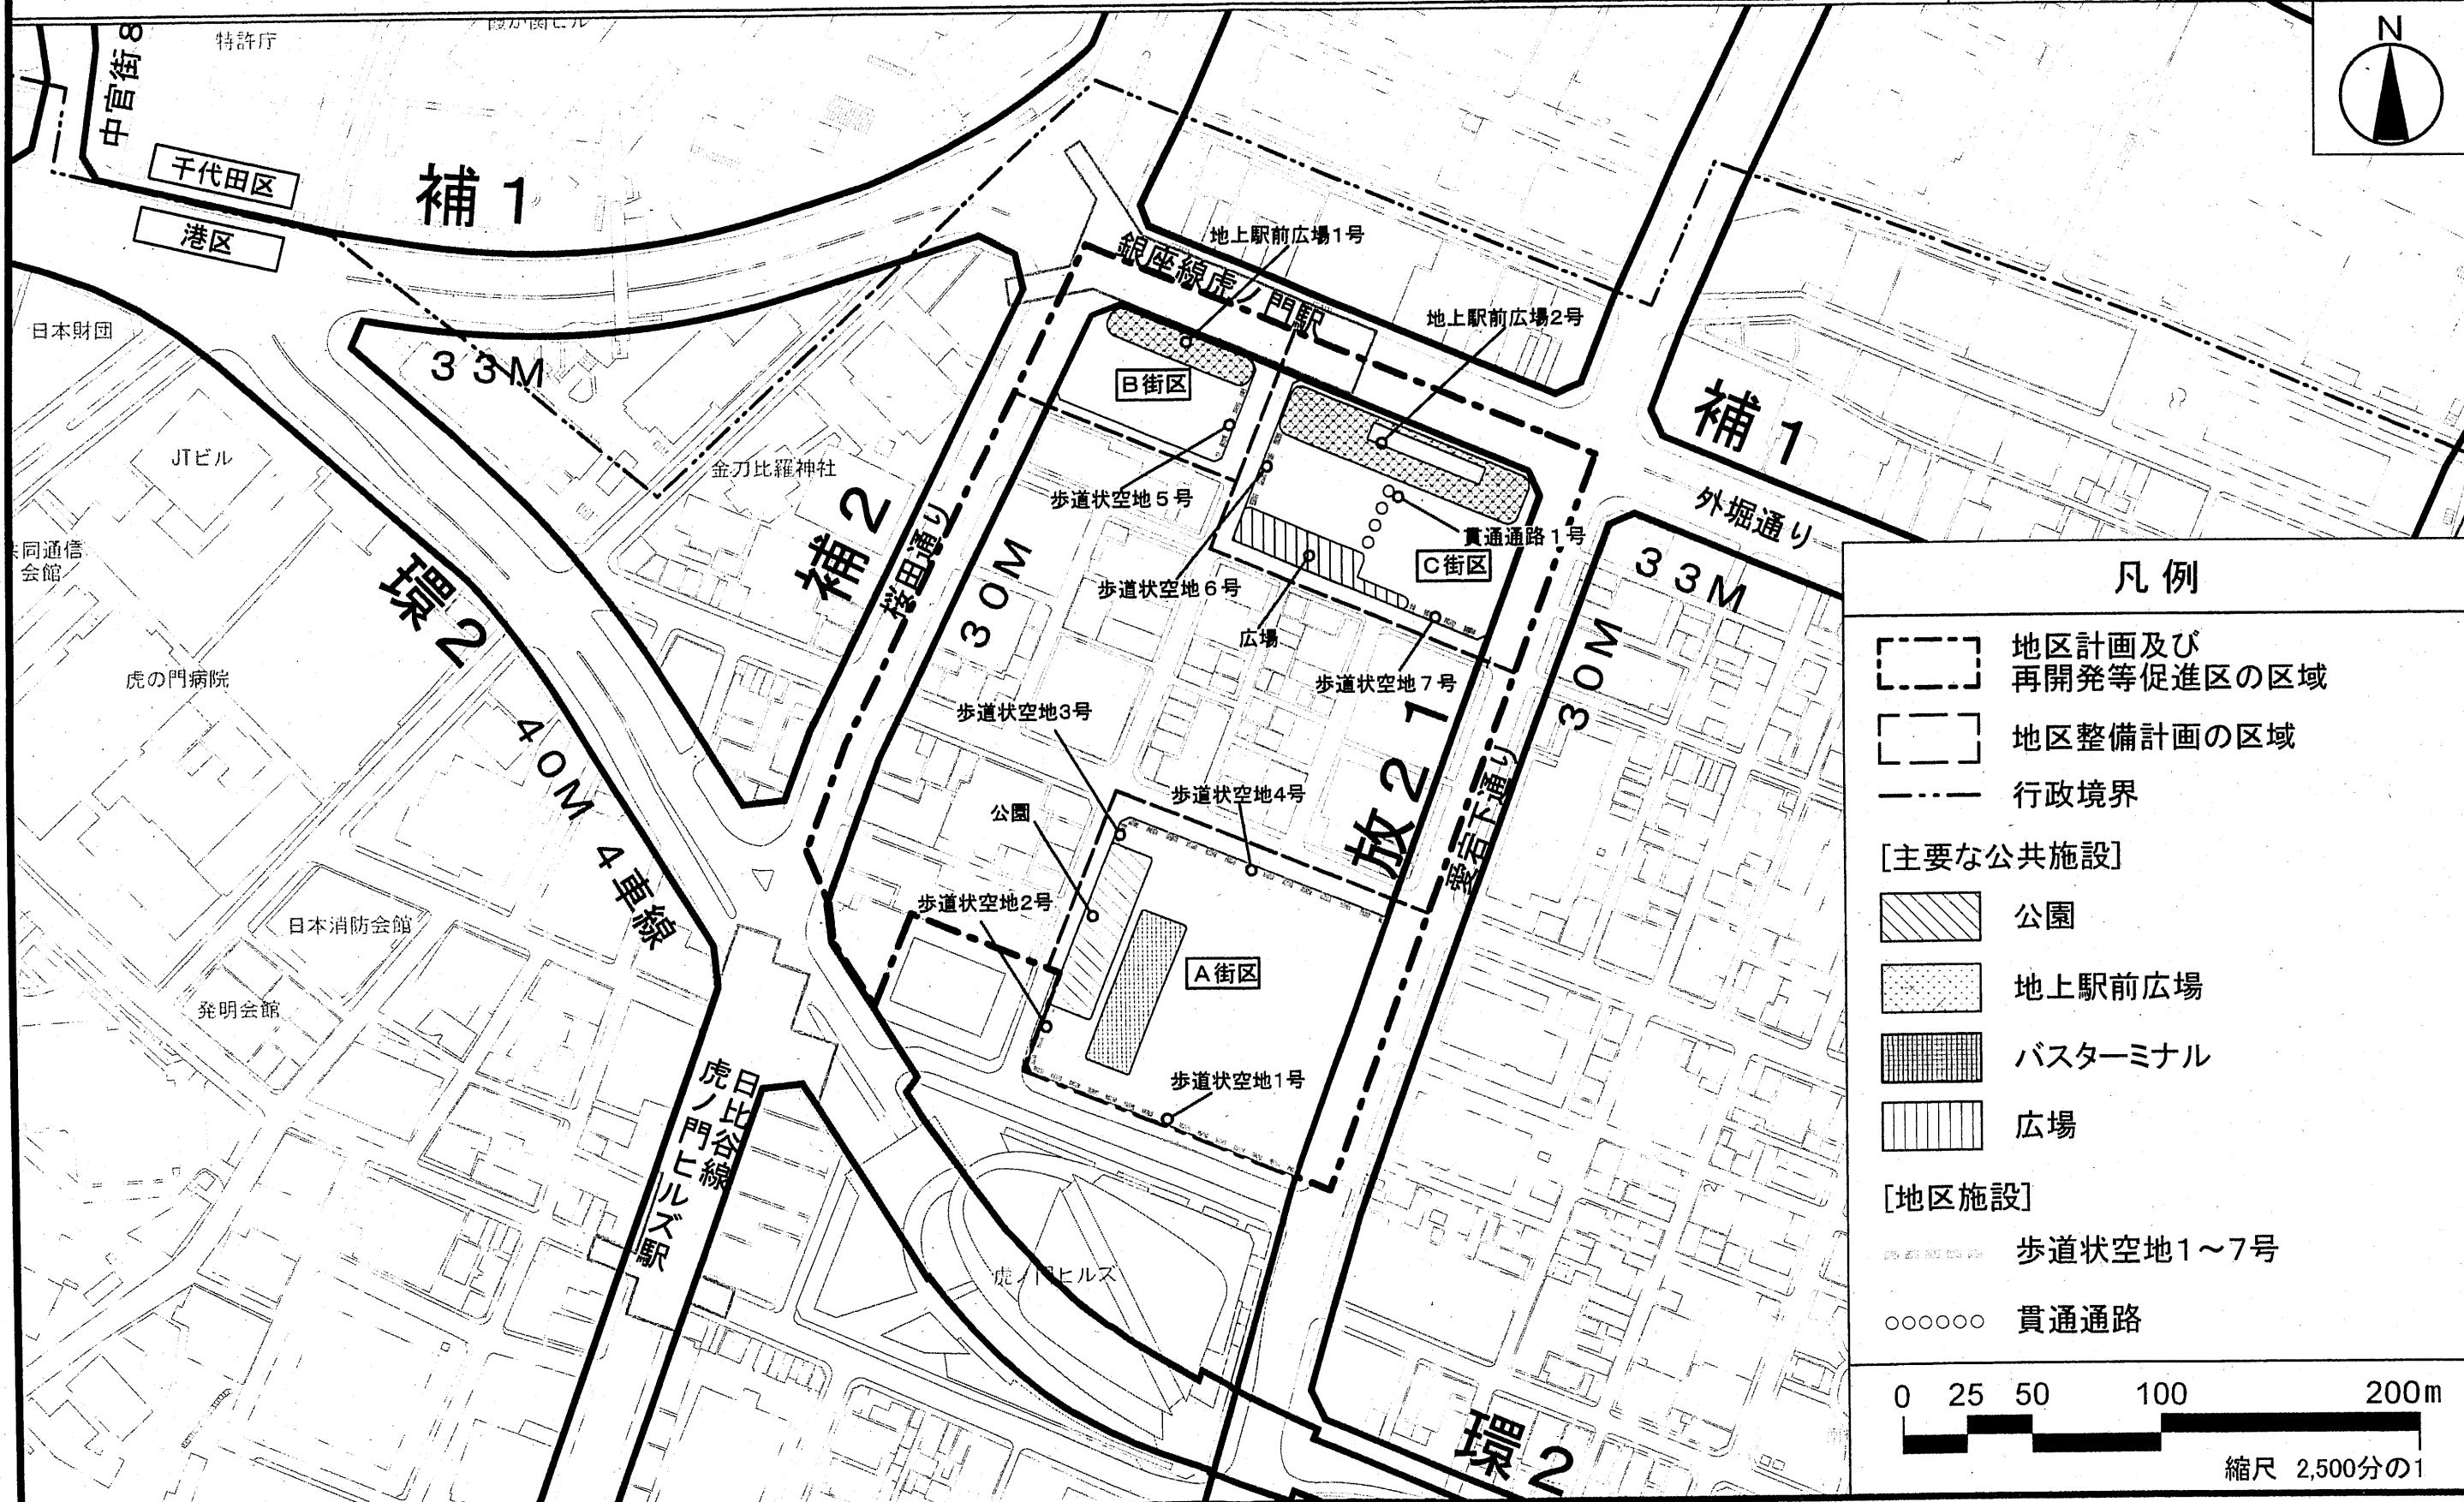 特許庁
霞が関ビル
N
中官街8
千代田区
港区
補1
銀座線虎ノ門駅
地上駅前広場1号
地上駅前広場2号
日本財団
33M
B街区
補1
JTビル
金刀比羅神社
補2
桜田通り
30M
歩道状空地5号
歩道状空地6号
貫通通路1号
C街区
広場
歩道状空地7号
外堀通り
33M
30M
会館
環2
40M 4車線
虎の門病院
歩道状空地3号
歩道状空地4号
公園
歩道状空地2号
放21
愛宕下通り
日本消防会館
発明会館
A街区
歩道状空地1号
日比谷線
虎ノ門ヒルズ駅
虎ノ門ヒルズ
環2
凡例
地区計画及び
再開発等促進区の区域
地区整備計画の区域
行政境界
[主要な公共施設]
公園
地上駅前広場
バスターミナル
広場
[地区施設]
歩道状空地1～7号
貫通通路
0 25 50 100 200m
縮尺 2,500分の1